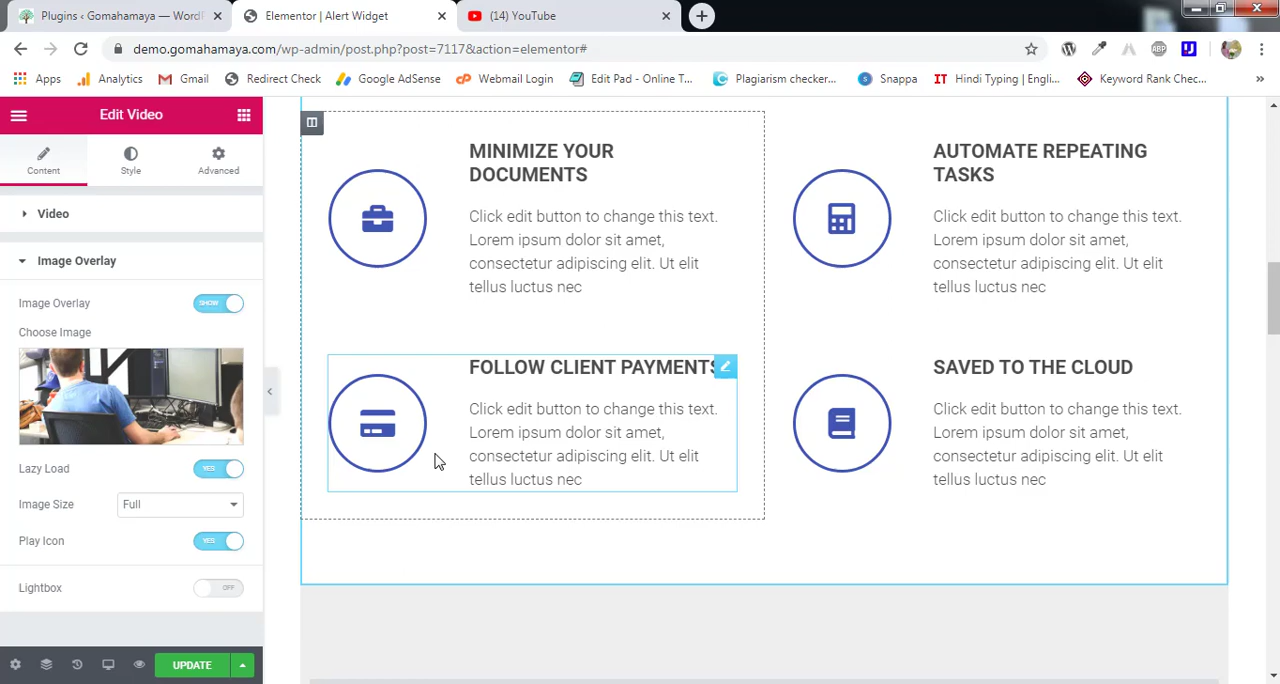 Plugins ‹ Gomahamaya — WordP
Elementor | Alert Widget
(14) YouTube
demo.gomahamaya.com/wp-admin/post.php?post=7117&action=elementor#
Apps
Analytics
Gmail
Redirect Check
Google AdSense
Webmail Login
Edit Pad - Online T...
Plagiarism checker...
Snappa
Hindi Typing | Engli...
Keyword Rank Chec...
»
Edit Video
Content
Style
Advanced
Video
Image Overlay
Image Overlay
SHOW
Choose Image
Lazy Load
YES
Image Size
Full
Play Icon
YES
Lightbox
OFF
UPDATE
MINIMIZE YOUR
DOCUMENTS
Click edit button to change this text.
Lorem ipsum dolor sit amet,
consectetur adipiscing elit. Ut elit
tellus luctus nec
AUTOMATE REPEATING
TASKS
Click edit button to change this text.
Lorem ipsum dolor sit amet,
consectetur adipiscing elit. Ut elit
tellus luctus nec
FOLLOW CLIENT PAYMENTS
Click edit button to change this text.
Lorem ipsum dolor sit amet,
consectetur adipiscing elit. Ut elit
tellus luctus nec
SAVED TO THE CLOUD
Click edit button to change this text.
Lorem ipsum dolor sit amet,
consectetur adipiscing elit. Ut elit
tellus luctus nec